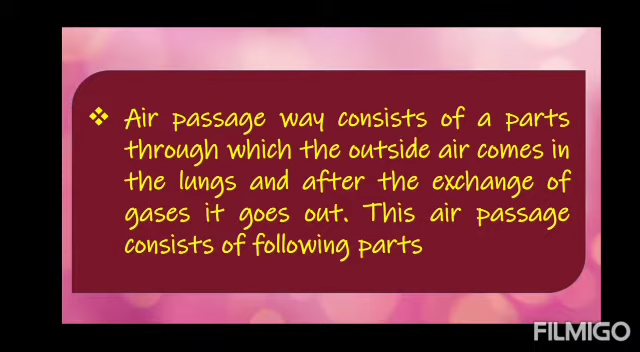 ❖ Air passage way consists of a parts
through which the outside air comes in
the lungs and after the exchange of
gases it goes out. This air passage
consists of following parts
FILMIGO